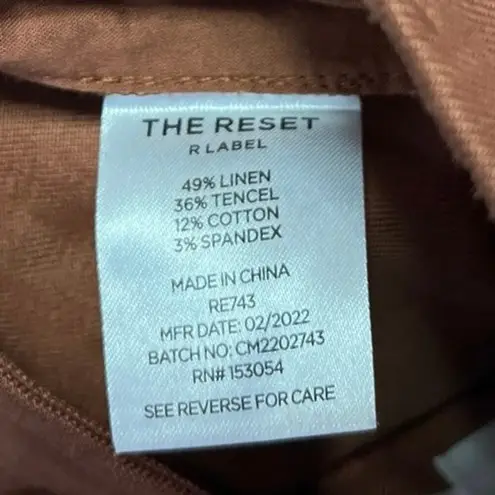 THE RESET
R LABEL
49% LINEN
36% TENCEL
12% COTTON
3% SPANDEX
MADE IN CHINA
RE743
MFR DATE: 02/2022
BATCH NO: CM2202743
RN# 153054
SEE REVERSE FOR CARE